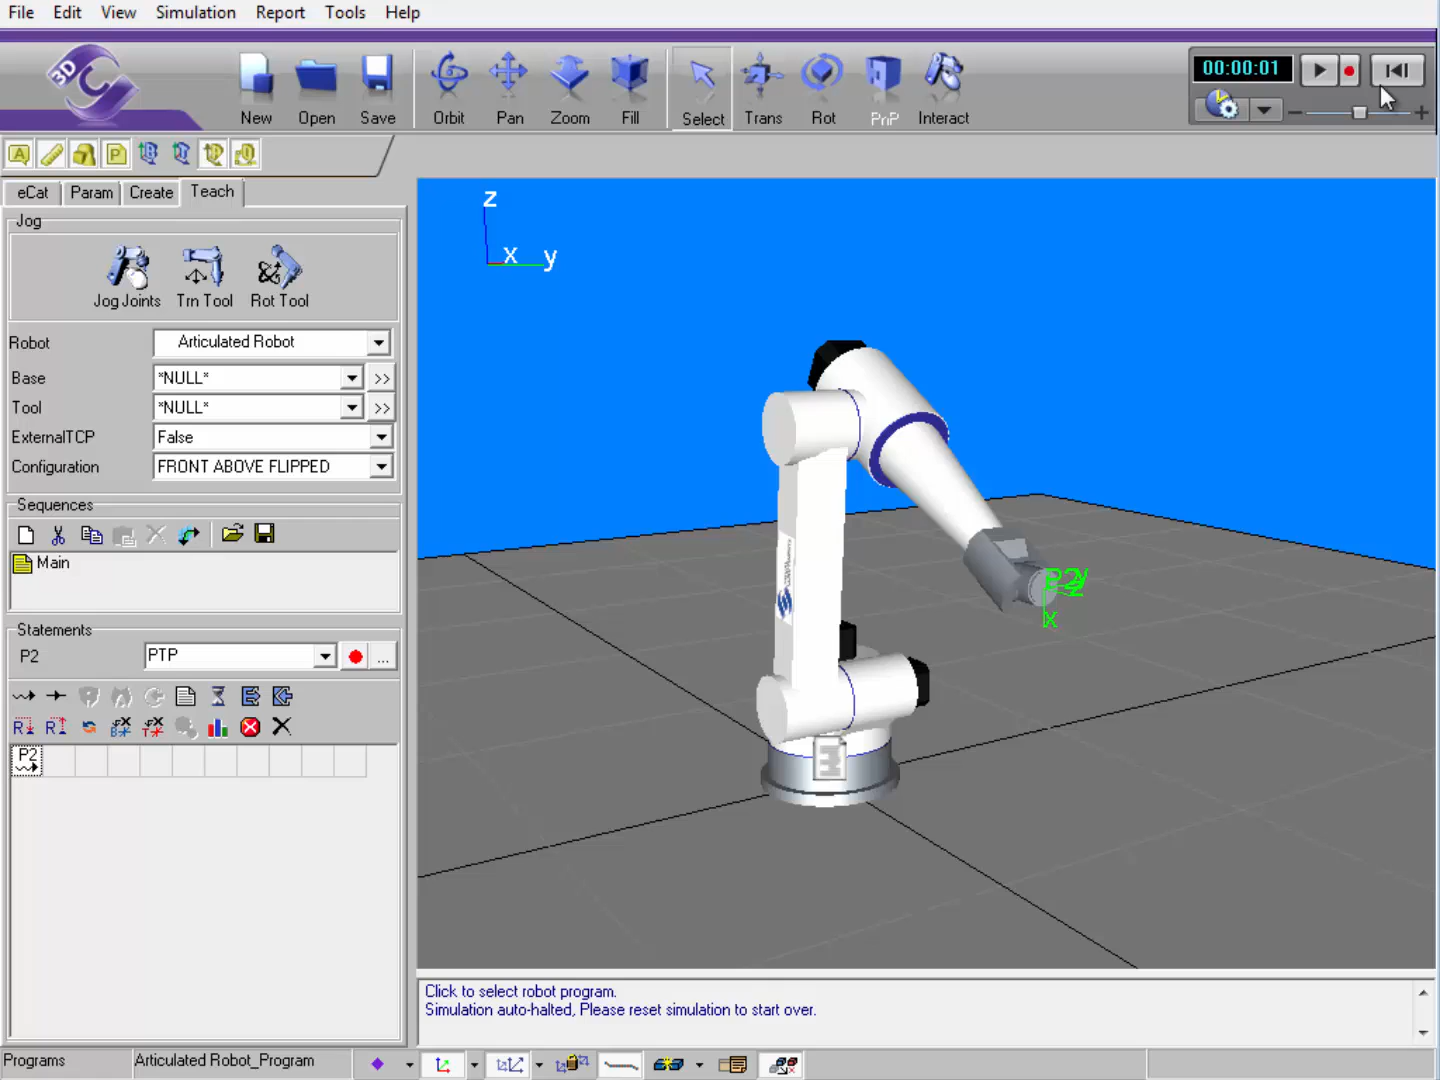 File Edit View Simulation Report Tools Help
3D
New Open Save Orbit Pan Zoom Fill Select Trans Rot PnP Interact
00:00:01
eCat Param Create Teach
Jog
Jog Joints Trn Tool Rot Tool
Robot Articulated Robot
Base *NULL* >>
Tool *NULL* >>
ExternalTCP False
Configuration FRONT ABOVE FLIPPED
Sequences
Main
Statements
P2 PTP ...
P2
z
x y
P2 y
z
x
Click to select robot program.
Simulation auto-halted, Please reset simulation to start over.
Programs Articulated Robot_Program